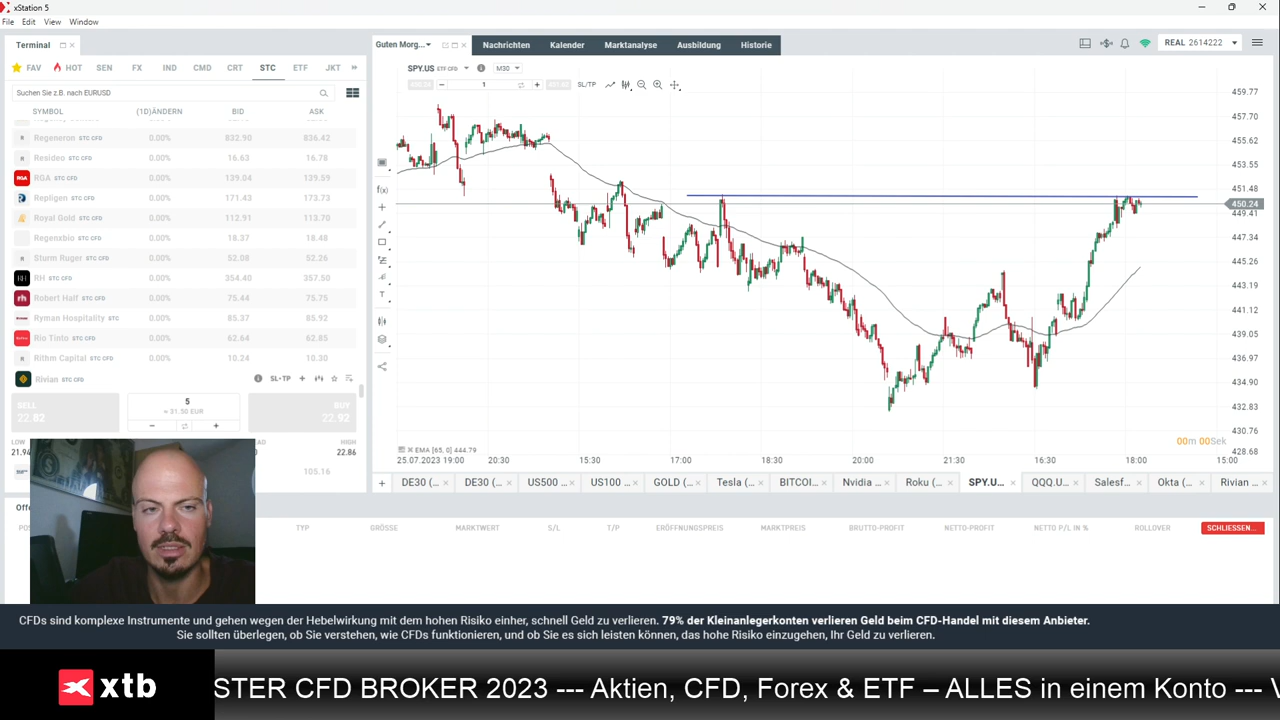 xStation 5
File Edit View Window
Terminal
FAV HOT SEN FX IND CMD CRT STC ETF JKT
Suchen Sie z.B. nach EURUSD
SYMBOL (1D)ÄNDERN BID ASK
Regeneron STC CFD 0.00% 832.90 836.42
Resideo STC CFD 0.00% 16.63 16.78
RGA STC CFD 0.00% 139.04 139.59
Repligen STC CFD 0.00% 171.43 173.73
Royal Gold STC CFD 0.00% 112.91 113.70
Regenxbio STC CFD 0.00% 18.37 18.48
Sturm Ruger STC CFD 0.00% 52.08 52.26
RH STC CFD 0.00% 354.40 357.50
Robert Half STC CFD 0.00% 75.44 75.75
Ryman Hospitality STC 0.00% 85.37 85.92
Rio Tinto STC CFD 0.00% 62.64 62.85
Rithm Capital STC CFD 0.00% 10.24 10.30
Rivian STC CFD SL•TP
SELL 22.82
5
≈ 31.50 EUR
BUY 22.92
LOW HIGH
22.86
105.16
Guten Morg... Nachrichten Kalender Marktanalyse Ausbildung Historie
REAL 2614222
SPY.US ETF CFD M30
1 SL/TP
459.77
457.70
455.62
453.55
451.48
450.24
449.41
447.34
445.26
443.19
441.12
439.05
436.97
434.90
432.83
430.76
428.68
00m 00Sek
EMA [65, 0] 444.79
25.07.2023 19:00 20:30 15:30 17:00 18:30 20:00 21:30 16:30 18:00 15:00
DE30 (... DE30 (... US500 ... US100 ... GOLD (... Tesla (... BITCOI... Nvidia ... Roku (... SPY.U... QQQ.U... Salesf... Okta (... Rivian ...
TYP GRÖSSE MARKTWERT S/L T/P ERÖFFNUNGSPREIS MARKTPREIS BRUTTO-PROFIT NETTO-PROFIT NETTO P/L IN % ROLLOVER SCHLIESSEN...
CFDs sind komplexe Instrumente und gehen wegen der Hebelwirkung mit dem hohen Risiko einher, schnell Geld zu verlieren. 79% der Kleinanlegerkonten verlieren Geld beim CFD-Handel mit diesem Anbieter.
Sie sollten überlegen, ob Sie verstehen, wie CFDs funktionieren, und ob Sie es sich leisten können, das hohe Risiko einzugehen, Ihr Geld zu verlieren.
xtb
STER CFD BROKER 2023 --- Aktien, CFD, Forex & ETF – ALLES in einem Konto ---